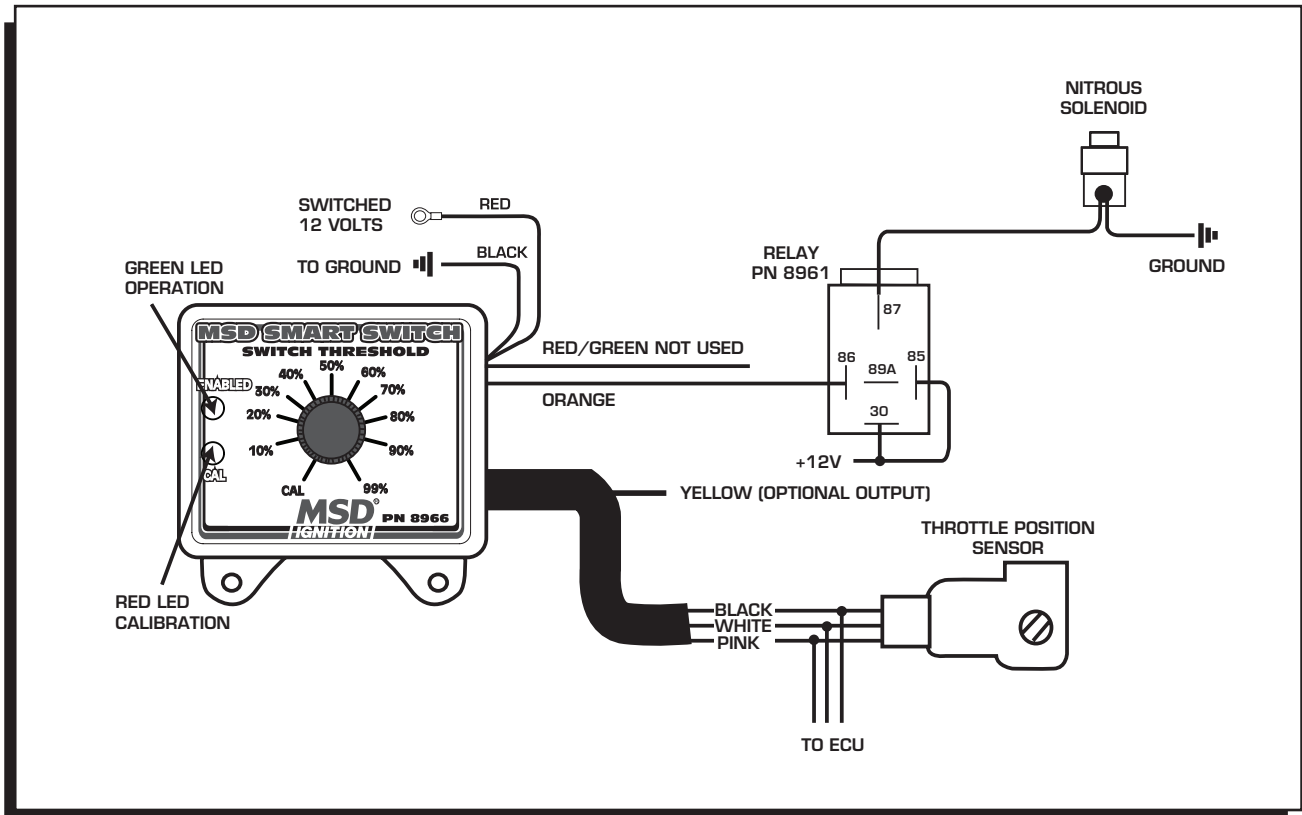 NITROUS
SOLENOID
SWITCHED
12 VOLTS
RED
BLACK
TO GROUND
GREEN LED
OPERATION
RELAY
PN 8961
GROUND
87
86
85
89A
30
+12V
RED/GREEN NOT USED
ORANGE
MSD SMART SWITCH
SWITCH THRESHOLD
ENABLED
CAL
10%
20%
30%
40%
50%
60%
70%
80%
90%
99%
CAL
MSD®
IGNITION
PN 8966
YELLOW (OPTIONAL OUTPUT)
THROTTLE POSITION
SENSOR
RED LED
CALIBRATION
BLACK
WHITE
PINK
TO ECU